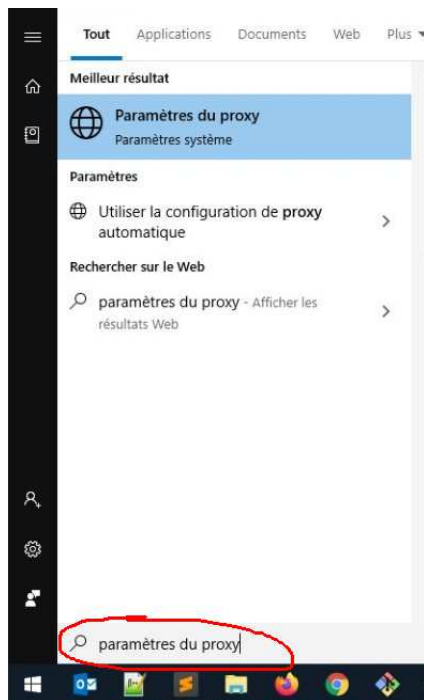 Tout Applications Documents Web Plus
Meilleur résultat
Paramètres du proxy
Paramètres système
Paramètres
Utiliser la configuration de proxy
automatique
Rechercher sur le Web
paramètres du proxy - Afficher les
résultats Web
paramètres du proxy